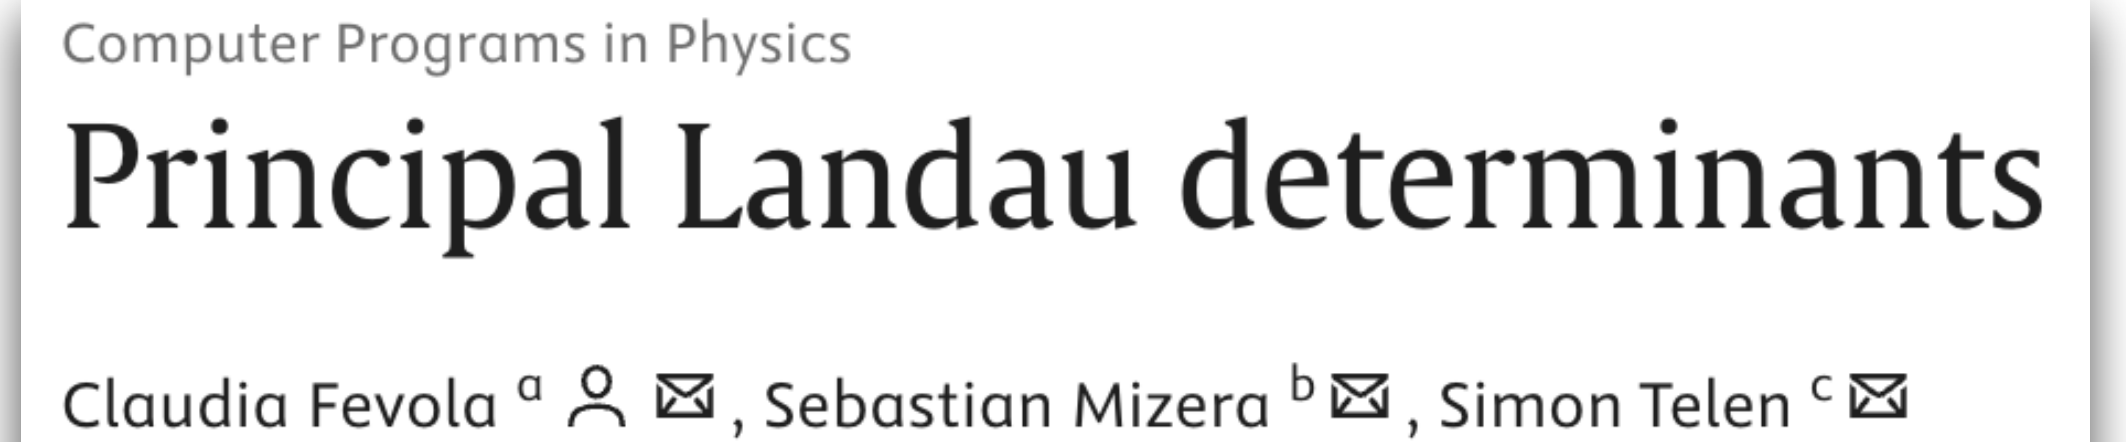 Computer Programs in Physics
Principal Landau determinants
Claudia Fevola a, Sebastian Mizera b, Simon Telen c